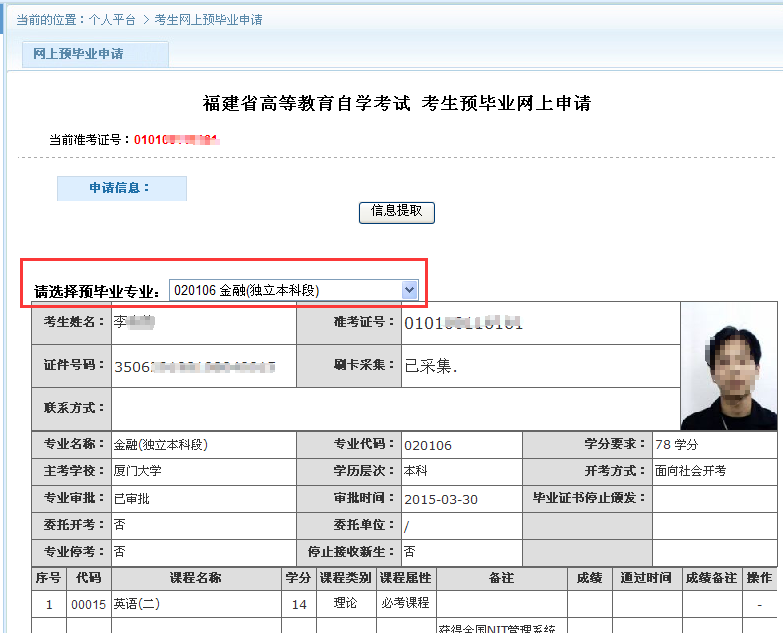 当前的位置：个人平台 > 考生网上预毕业申请
网上预毕业申请
福建省高等教育自学考试 考生预毕业网上申请
当前准考证号：
申请信息：
信息提取
请选择预毕业专业： 020106 金融(独立本科段)
考生姓名： 李 准考证号：
证件号码： 刷卡采集： 已采集.
联系方式：
专业名称： 金融(独立本科段) 专业代码： 020106 学分要求： 78 学分
主考学校： 厦门大学 学历层次： 本科 开考方式： 面向社会开考
专业审批： 已审批 审批时间： 2015-03-30 毕业证书停止颁发：
委托开考： 否 委托单位： /
专业停考： 否 停止接收新生： 否
序号 代码 课程名称 学分 课程类别 课程属性 备注 成绩 通过时间 成绩备注 操作
1 00015 英语(二) 14 理论 必考课程 -
获得全国NIT管理系统